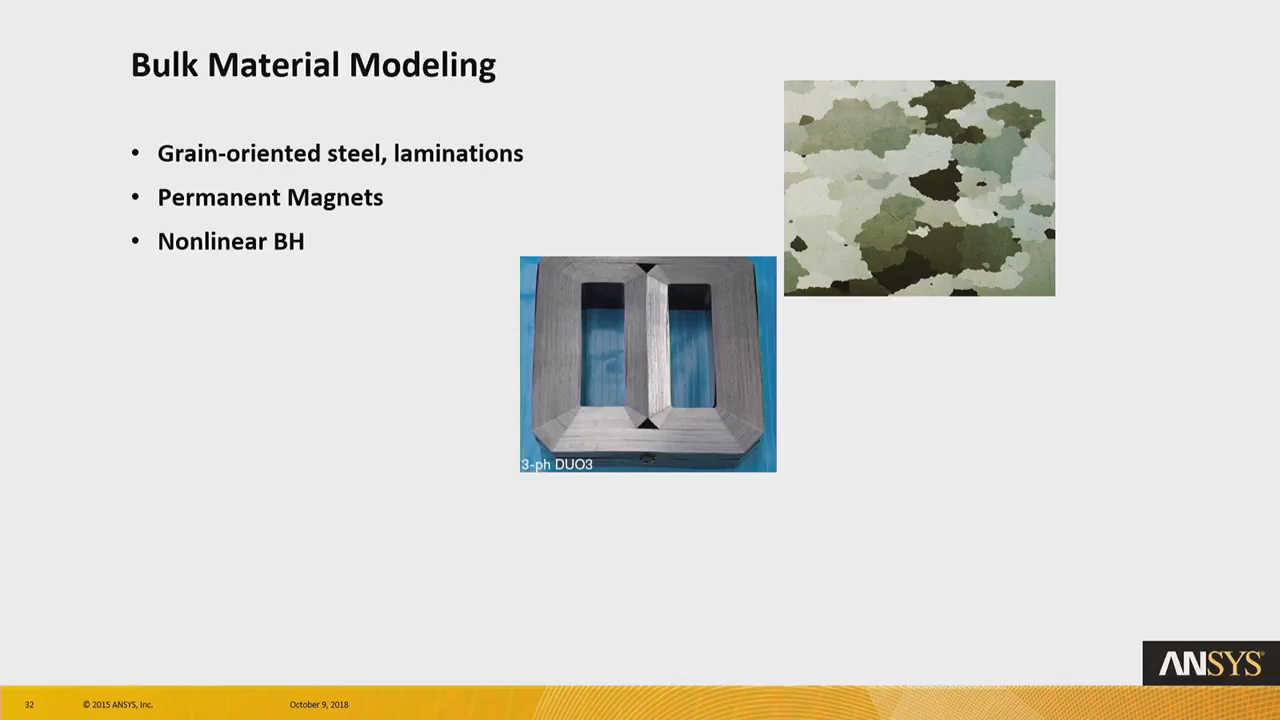 Bulk Material Modeling
• Grain-oriented steel, laminations
• Permanent Magnets
• Nonlinear BH
3-ph DUO3
ANSYS®
32 © 2015 ANSYS, Inc. October 9, 2018